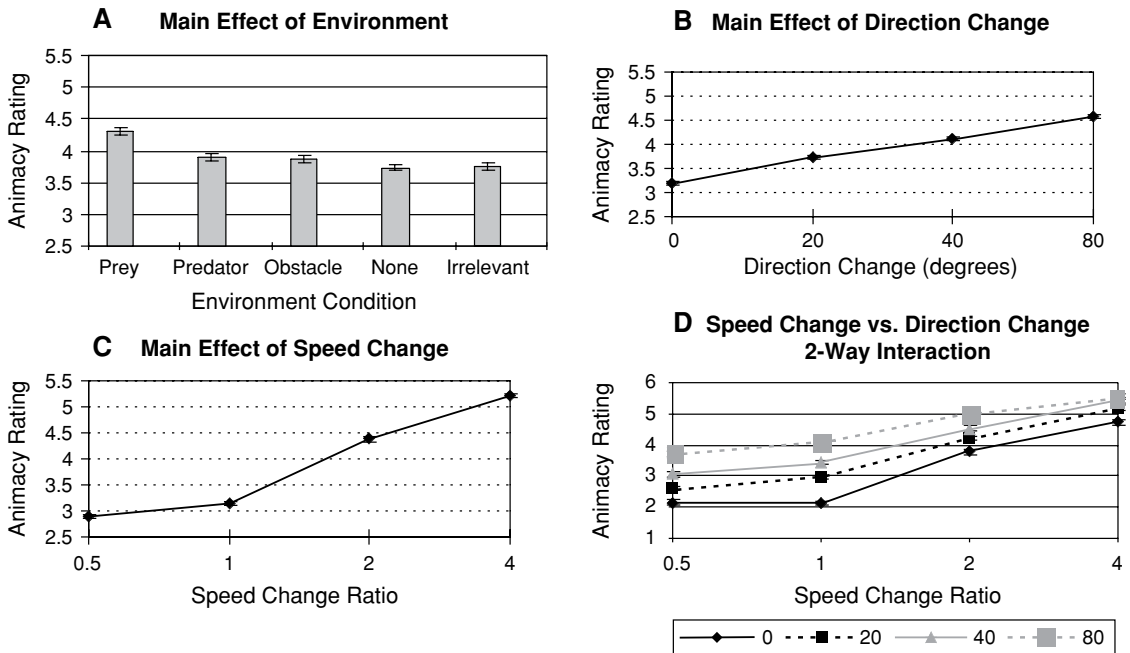 A Main Effect of Environment
5.5
5
4.5
4
3.5
3
2.5
Animacy Rating
Prey Predator Obstacle None Irrelevant
Environment Condition
B Main Effect of Direction Change
5.5
5
4.5
4
3.5
3
2.5
Animacy Rating
0 20 40 80
Direction Change (degrees)
C Main Effect of Speed Change
5.5
5
4.5
4
3.5
3
2.5
Animacy Rating
0.5 1 2 4
Speed Change Ratio
D Speed Change vs. Direction Change
2-Way Interaction
6
5
4
3
2
1
Animacy Rating
0.5 1 2 4
Speed Change Ratio
0 20 40 80